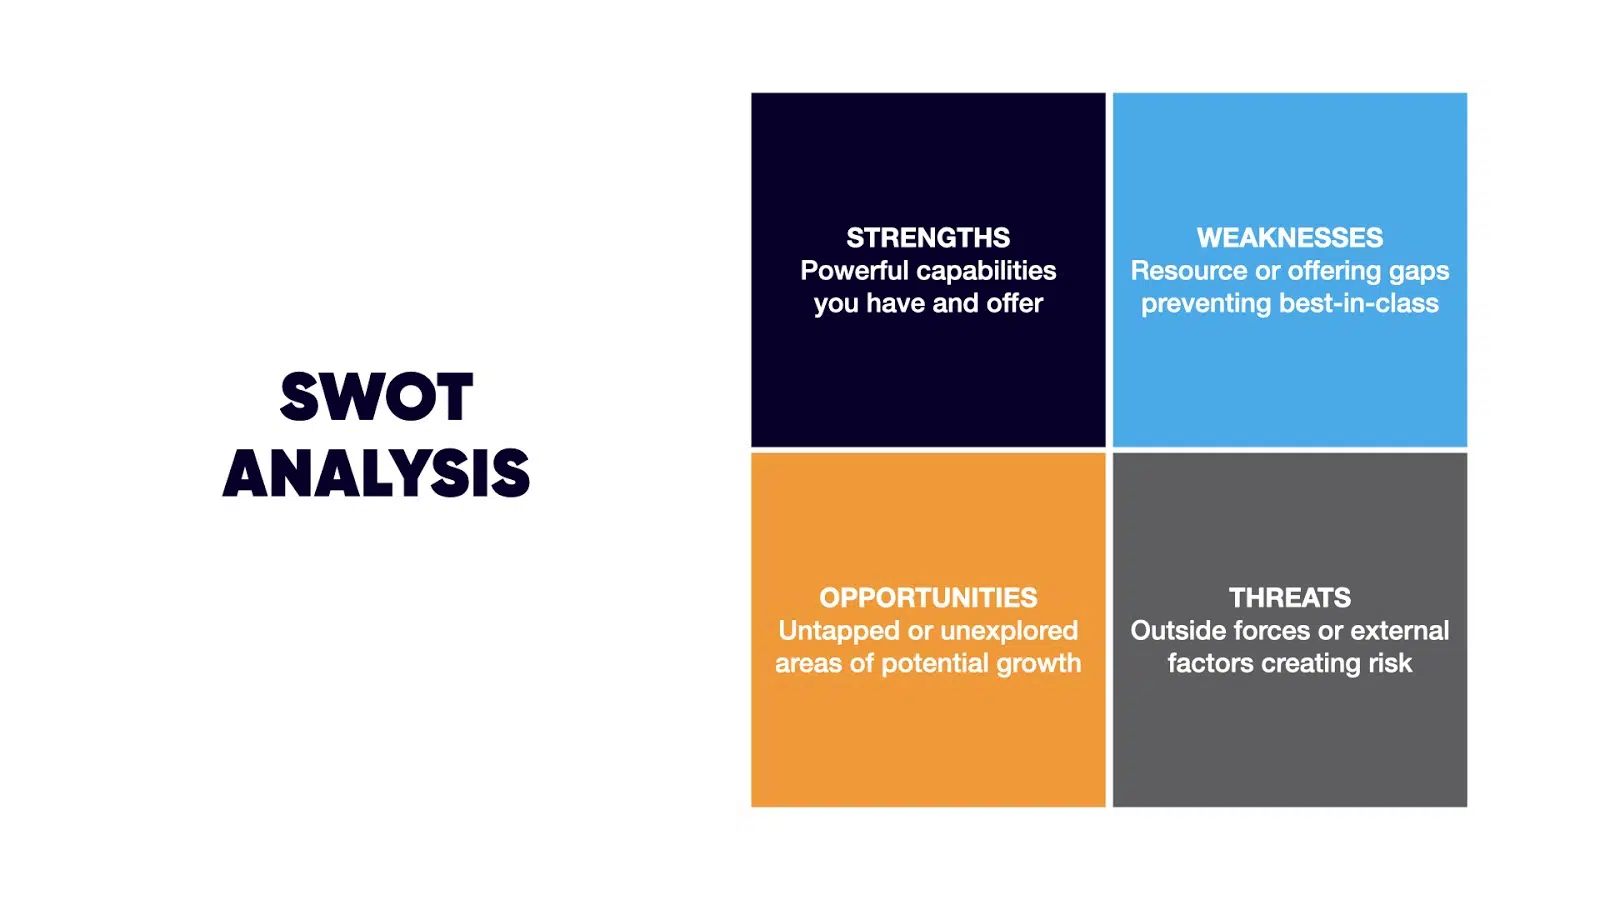 SWOT
ANALYSIS
STRENGTHS
Powerful capabilities
you have and offer
WEAKNESSES
Resource or offering gaps
preventing best-in-class
OPPORTUNITIES
Untapped or unexplored
areas of potential growth
THREATS
Outside forces or external
factors creating risk